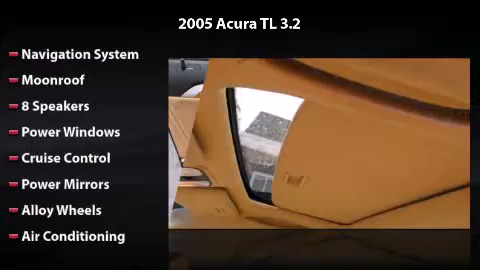 2005 Acura TL 3.2
Navigation System
Moonroof
8 Speakers
Power Windows
Cruise Control
Power Mirrors
Alloy Wheels
Air Conditioning